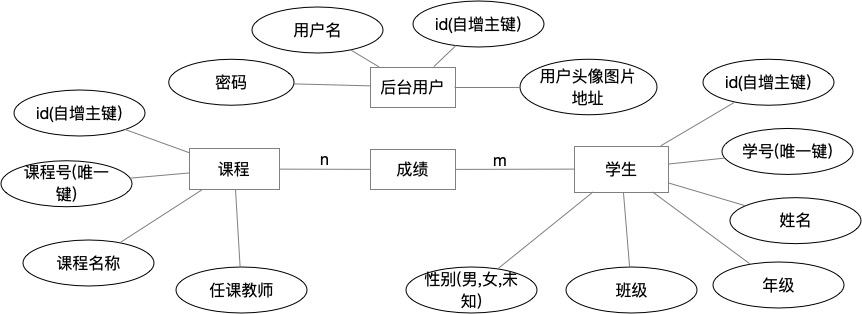 用户名
id(自增主键)
密码
后台用户
用户头像图片
地址
id(自增主键)
id(自增主键)
课程
n
成绩
m
学生
学号(唯一键)
课程号(唯一
键)
姓名
课程名称
任课教师
性别(男,女,未
知)
班级
年级